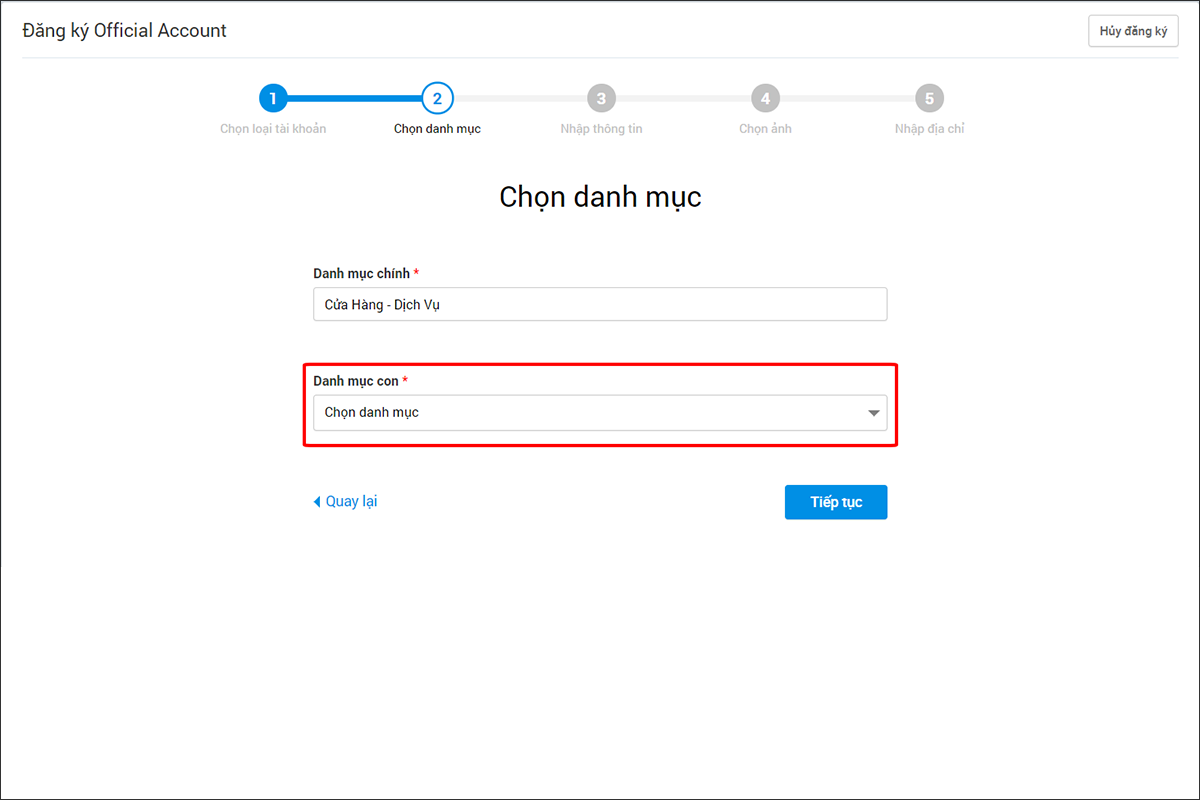 Đăng ký Official Account
Hủy đăng ký
1
2
3
4
5
Chọn loại tài khoản
Chọn danh mục
Nhập thông tin
Chọn ảnh
Nhập địa chỉ
Chọn danh mục
Danh mục chính *
Cửa Hàng - Dịch Vụ
Danh mục con *
Chọn danh mục
Quay lại
Tiếp tục